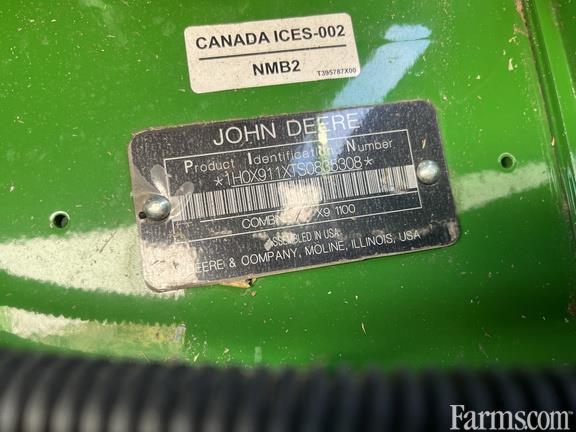 CANADA ICES-002
NMB2
T395787X00
JOHN DEERE
Product Identification Number
*1H0X911XTS0835308*
X9 1100
ASSEMBLED IN USA
DEERE & COMPANY, MOLINE, ILLINOIS, USA
Farms.com®